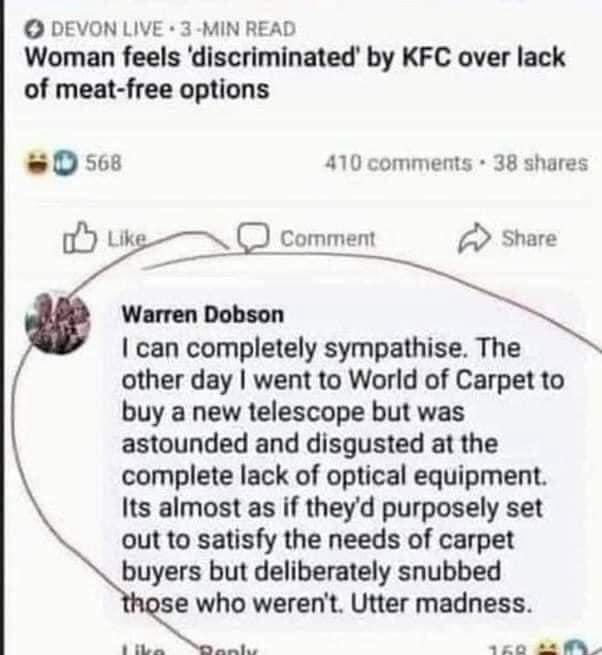 DEVON LIVE • 3-MIN READ
Woman feels 'discriminated' by KFC over lack
of meat-free options
568
410 comments • 38 shares
Like
Comment
Share
Warren Dobson
I can completely sympathise. The
other day I went to World of Carpet to
buy a new telescope but was
astounded and disgusted at the
complete lack of optical equipment.
Its almost as if they'd purposely set
out to satisfy the needs of carpet
buyers but deliberately snubbed
those who weren't. Utter madness.
Like Reply
168